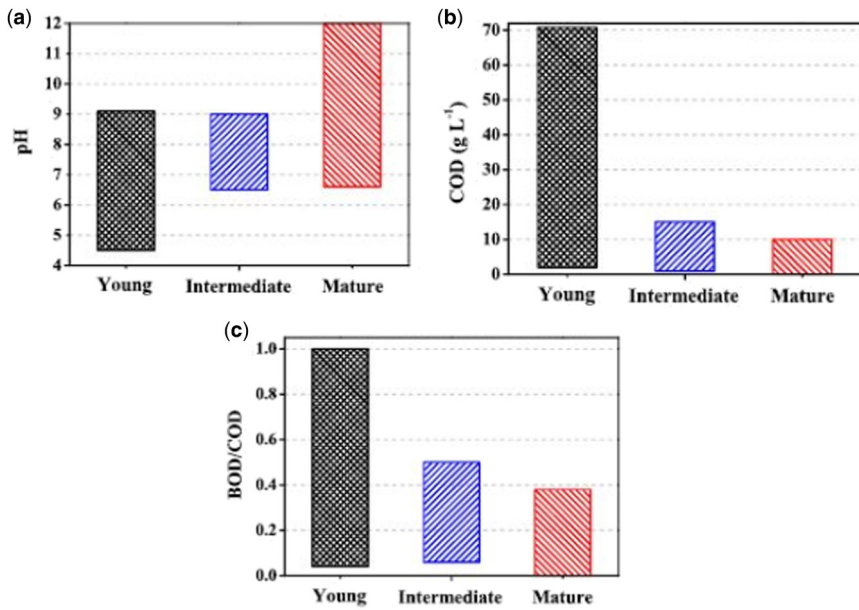 (a)
12
11
10
9
8
7
6
5
4
pH
Young Intermediate Mature
(b)
70
60
50
40
30
20
10
0
COD (g L⁻¹)
Young Intermediate Mature
(c)
1.0
0.8
0.6
0.4
0.2
0.0
BOD/COD
Young Intermediate Mature